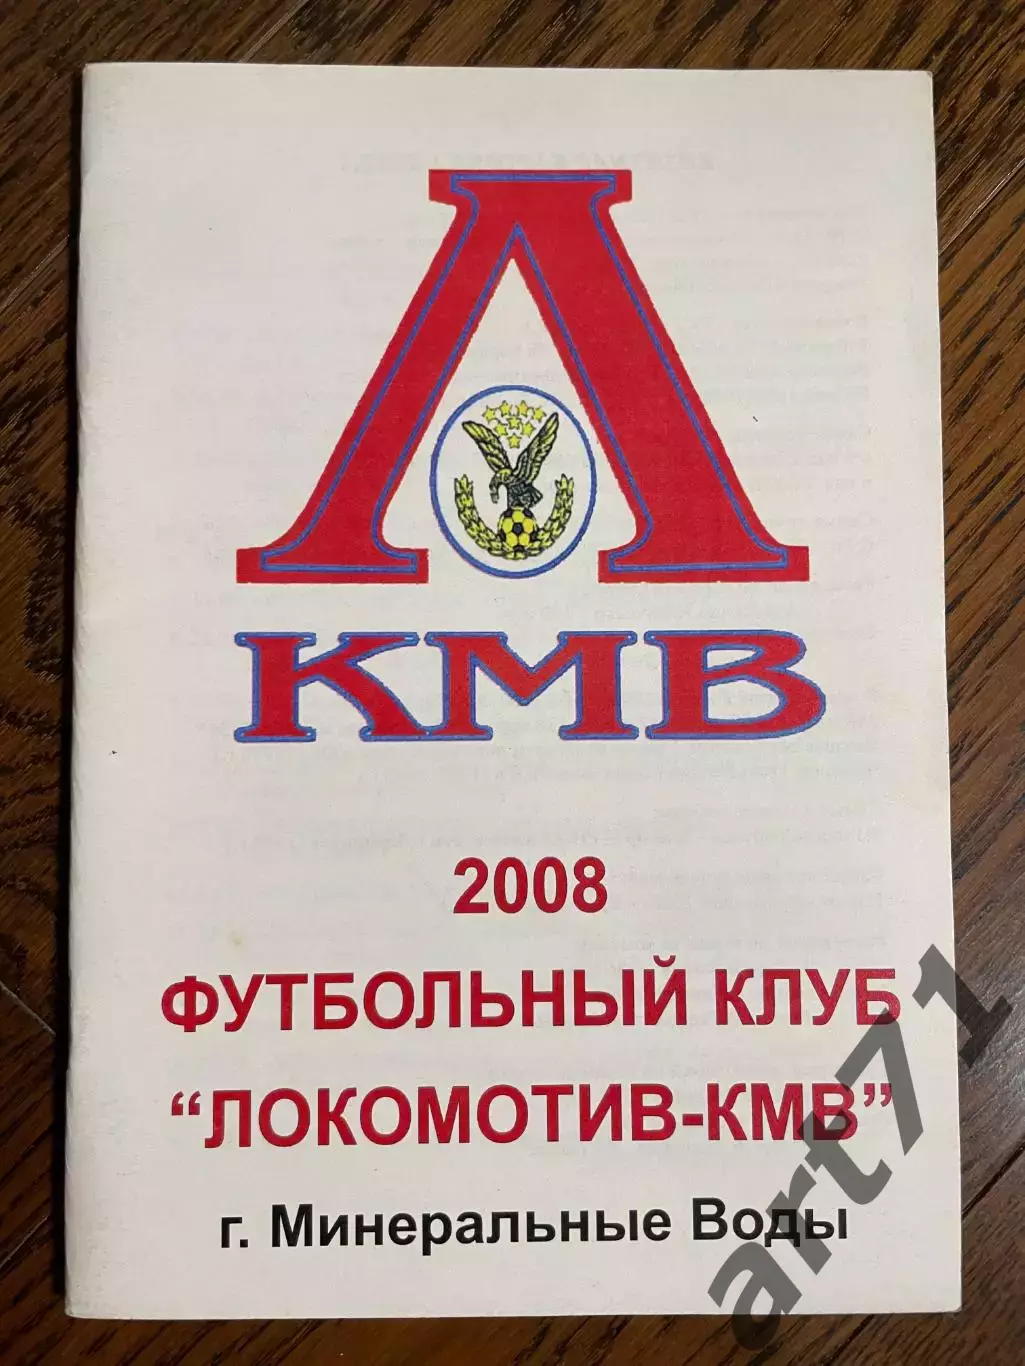 Л
КМВ
2008
ФУТБОЛЬНЫЙ КЛУБ
“ЛОКОМОТИВ-КМВ”
г. Минеральные Воды
art71